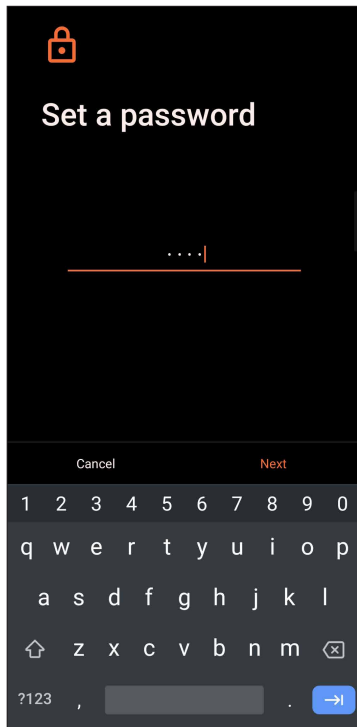 Set a password
••••
Cancel Next
1 2 3 4 5 6 7 8 9 0
q w e r t y u i o p
a s d f g h j k l
z x c v b n m
?123 , .